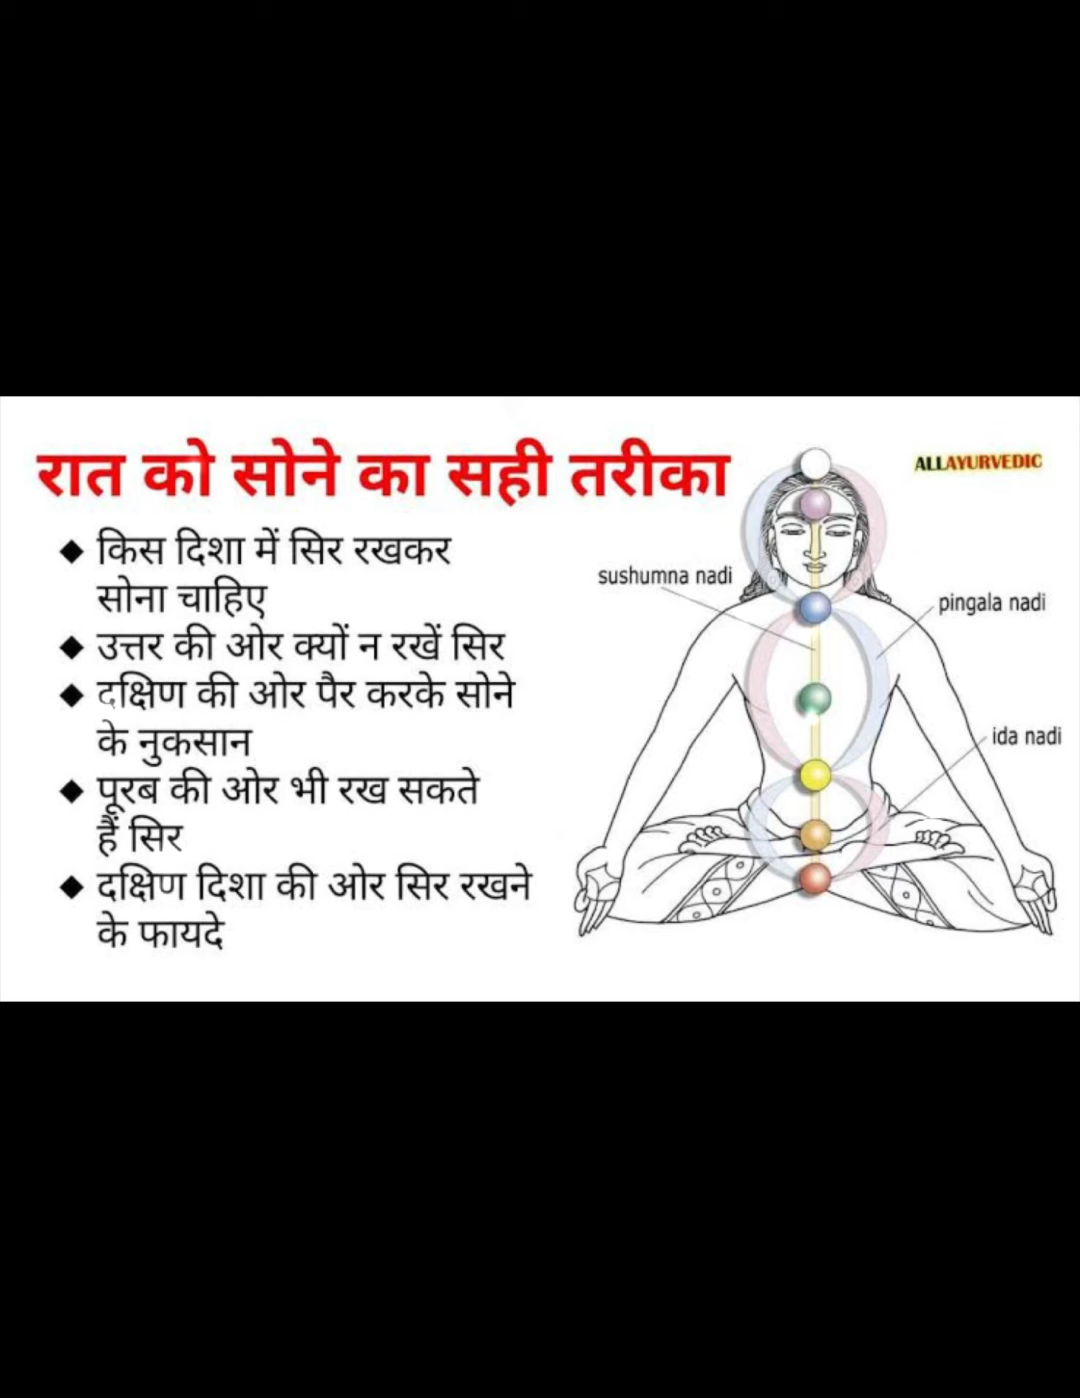 रात को सोने का सही तरीका
ALLAYURVEDIC
◆ किस दिशा में सिर रखकर
सोना चाहिए
◆ उत्तर की ओर क्यों न रखें सिर
◆ दक्षिण की ओर पैर करके सोने
के नुकसान
◆ पूरब की ओर भी रख सकते
हैं सिर
◆ दक्षिण दिशा की ओर सिर रखने
के फायदे
sushumna nadi
pingala nadi
ida nadi